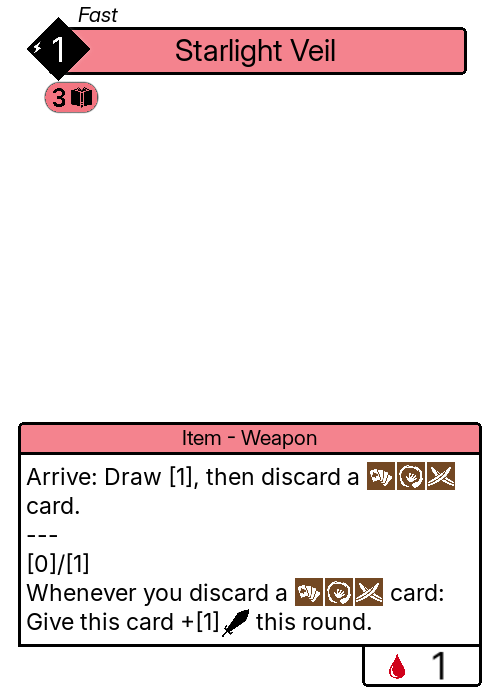 Fast
1
Starlight Veil
3
Item - Weapon
Arrive: Draw [1], then discard a
card.
---
[0]/[1]
Whenever you discard a card:
Give this card +[1] this round.
1